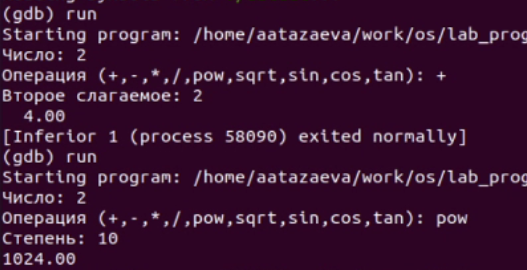 (gdb) run
Starting program: /home/aatazaeva/work/os/lab_prog
Число: 2
Операция (+,-,*,/,pow,sqrt,sin,cos,tan): +
Второе слагаемое: 2
  4.00
[Inferior 1 (process 58090) exited normally]
(gdb) run
Starting program: /home/aatazaeva/work/os/lab_prog
Число: 2
Операция (+,-,*,/,pow,sqrt,sin,cos,tan): pow
Степень: 10
1024.00